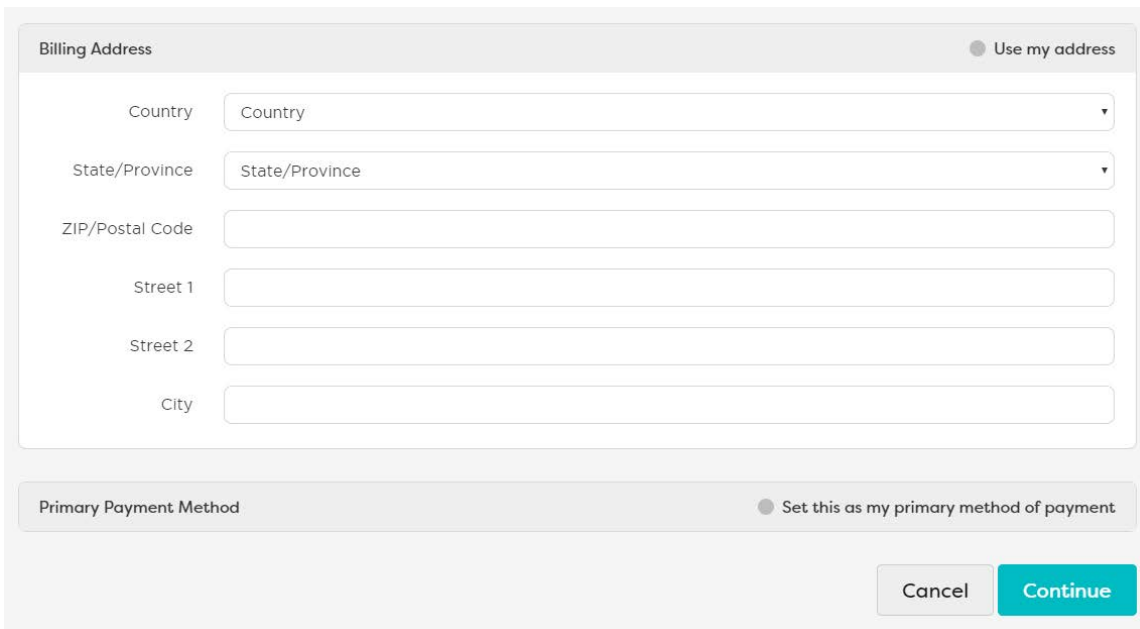 Billing Address Use my address
Country Country
State/Province State/Province
ZIP/Postal Code
Street 1
Street 2
City
Primary Payment Method Set this as my primary method of payment
Cancel Continue